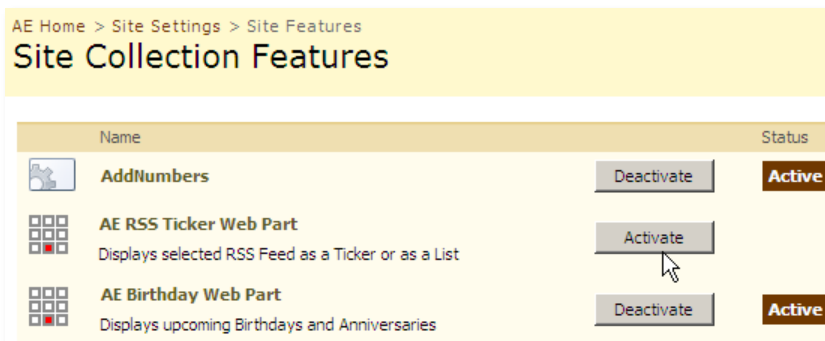 AE Home > Site Settings > Site Features
Site Collection Features
Name Status
AddNumbers Deactivate Active
AE RSS Ticker Web Part
Displays selected RSS Feed as a Ticker or as a List
Activate
AE Birthday Web Part
Displays upcoming Birthdays and Anniversaries
Deactivate Active